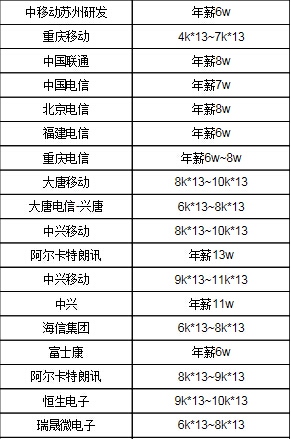 中移动苏州研发 年薪6w
重庆移动 4k*13~7k*13
中国联通 年薪8w
中国电信 年薪7w
北京电信 年薪8w
福建电信 年薪6w
重庆电信 年薪6w~8w
大唐移动 8k*13~10k*13
大唐电信-兴唐 6k*13~8k*13
中兴移动 8k*13~10k*13
阿尔卡特朗讯 年薪13w
中兴移动 9k*13~11k*13
中兴 年薪11w
海信集团 6k*13~8k*13
富士康 年薪6w
阿尔卡特朗讯 8k*13~9k*13
恒生电子 9k*13~10k*13
瑞晟微电子 6k*13~8k*13